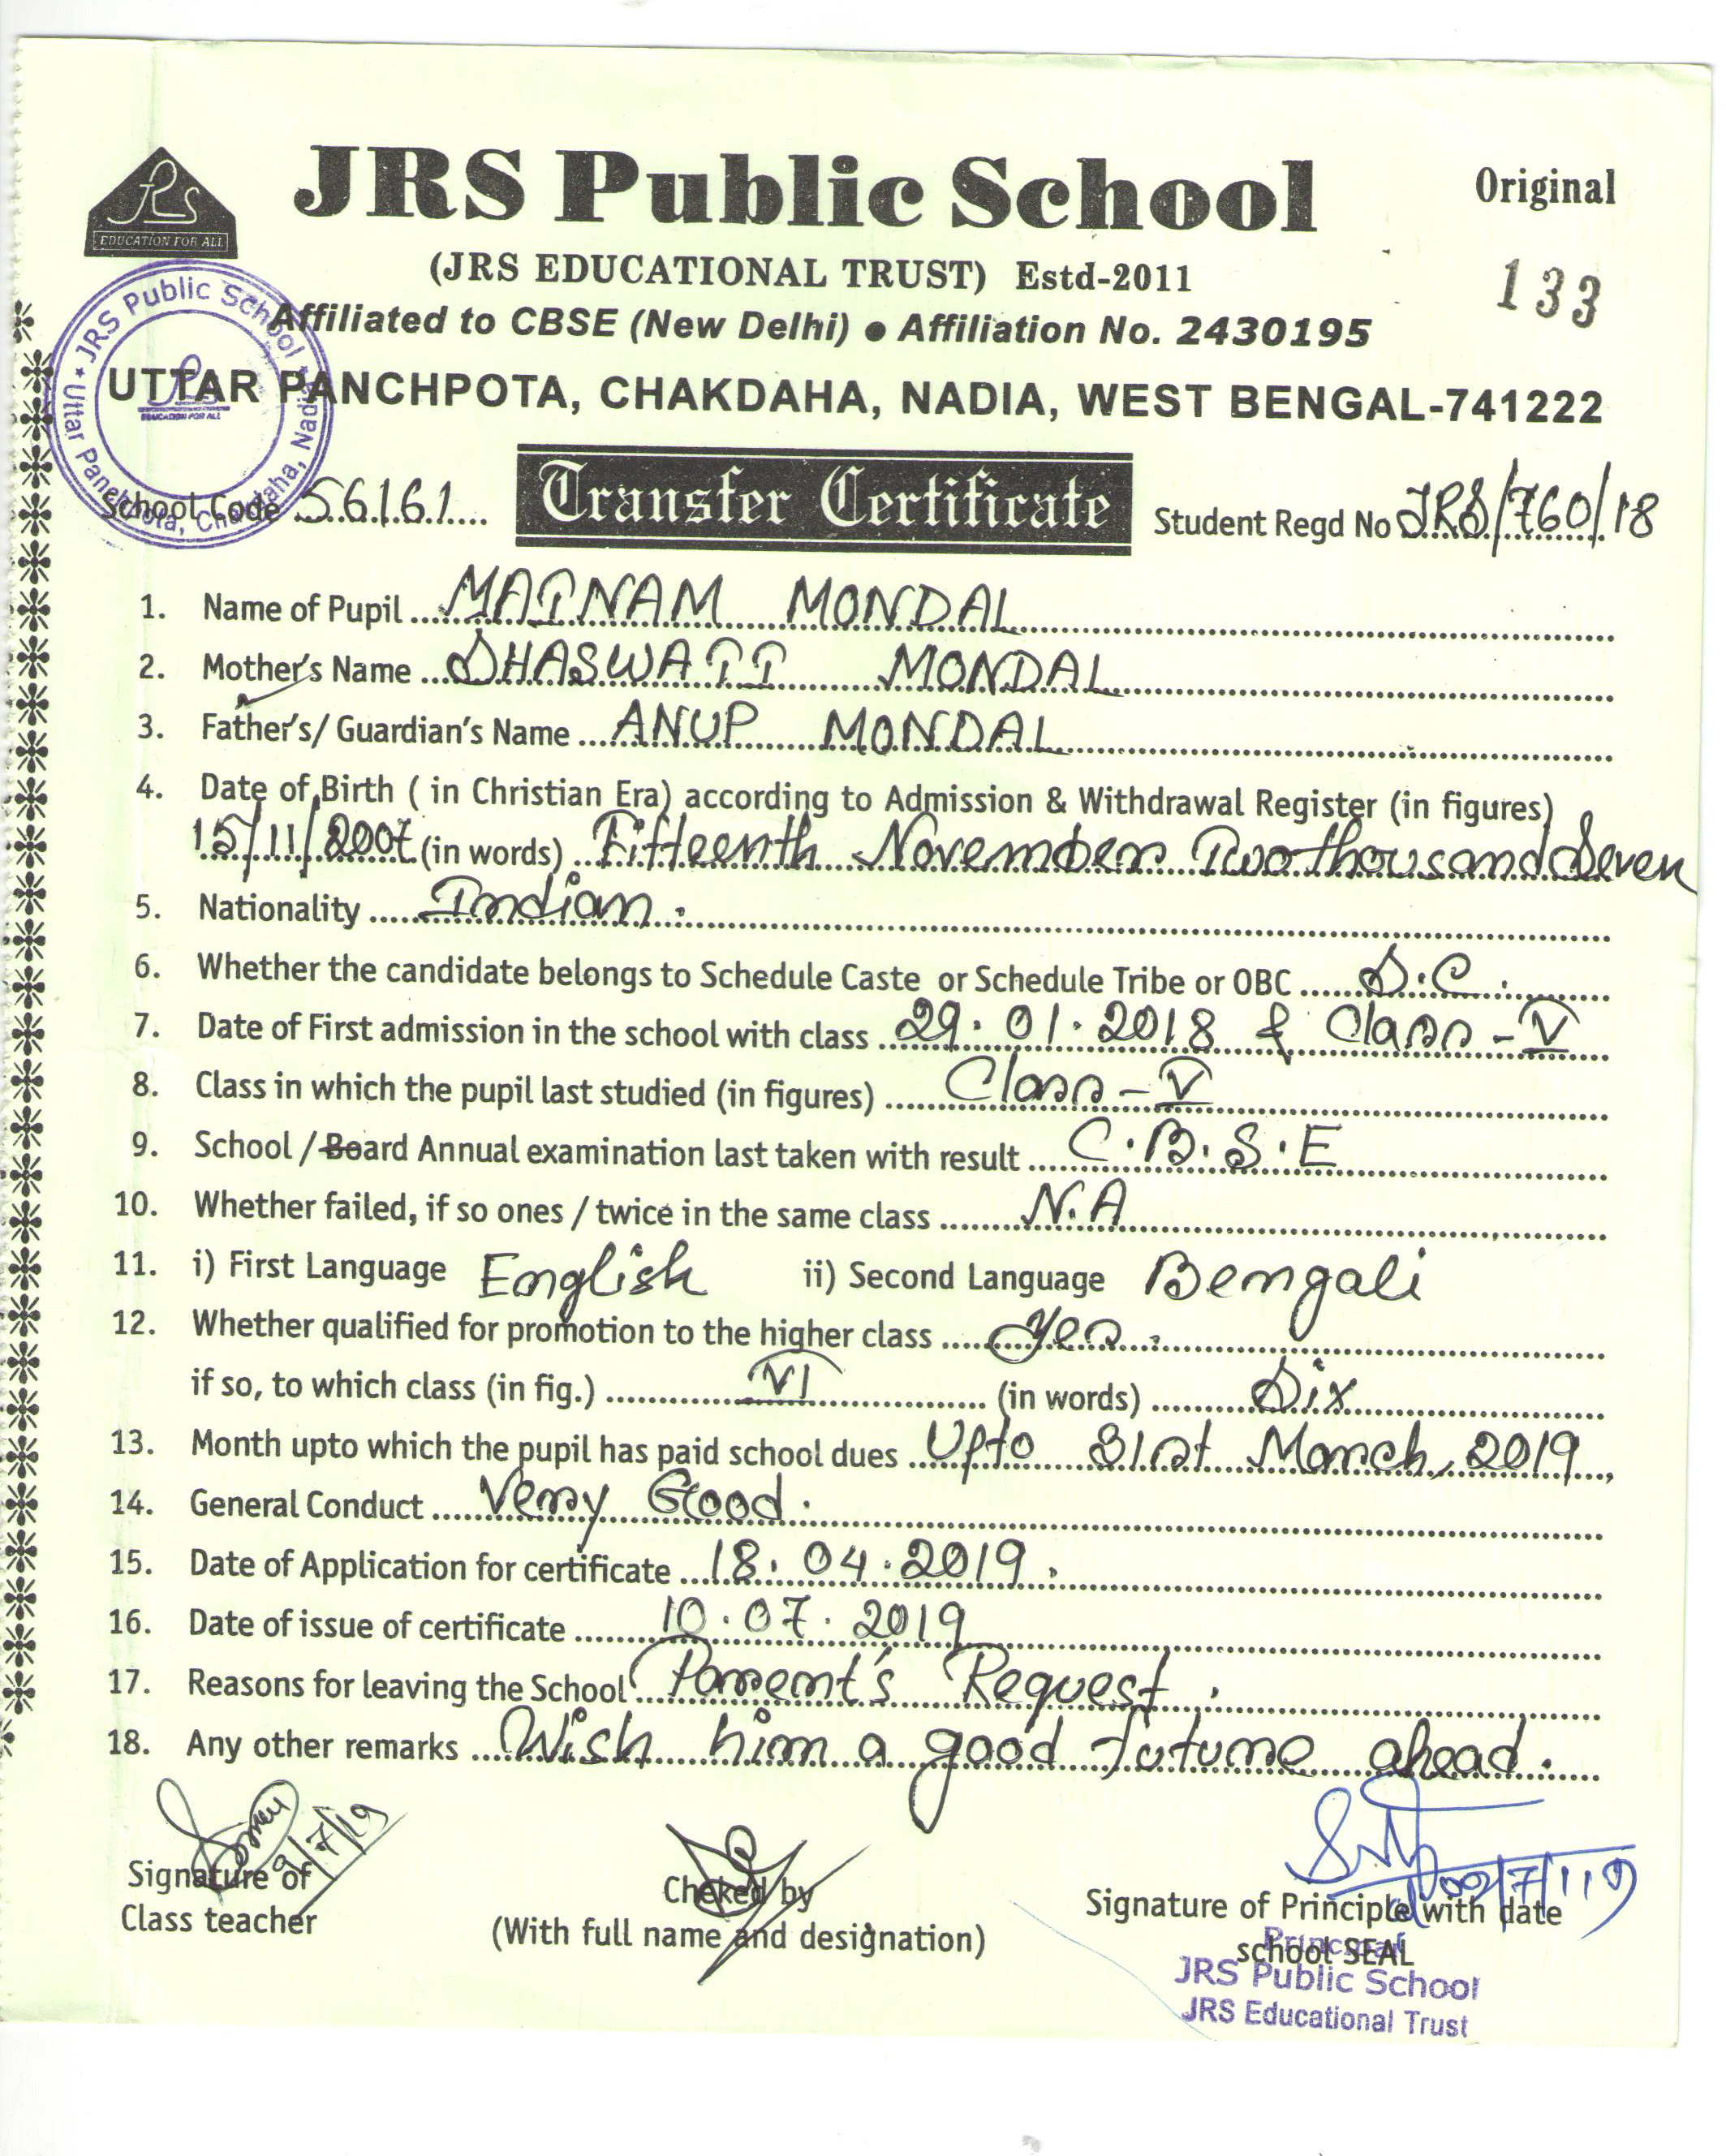 JRS Public School
Original
JRS
EDUCATION FOR ALL
(JRS EDUCATIONAL TRUST) Estd-2011
133
Affiliated to CBSE (New Delhi) ● Affiliation No. 2430195
JRS Public School ★ Uttar Panchpota, Chakdaha, Nadia ★
EDUCATION FOR ALL
UTTAR PANCHPOTA, CHAKDAHA, NADIA, WEST BENGAL-741222
School Code 56161
Transfer Certificate
Student Regd No JRS/760/18
1. Name of Pupil MAINAM MONDAL
2. Mother's Name SHASWATI MONDAL
3. Father's/ Guardian's Name ANUP MONDAL
4. Date of Birth ( in Christian Era) according to Admission & Withdrawal Register (in figures)
15/11/2007 (in words) Fifteenth November Two thousand Seven
5. Nationality Indian.
6. Whether the candidate belongs to Schedule Caste or Schedule Tribe or OBC S.C.
7. Date of First admission in the school with class 29.01.2018 & Class - V
8. Class in which the pupil last studied (in figures) Class - V
9. School / Board Annual examination last taken with result C.B.S.E
10. Whether failed, if so ones / twice in the same class N.A
11. i) First Language English ii) Second Language Bengali
12. Whether qualified for promotion to the higher class Yes.
if so, to which class (in fig.) VI (in words) Six
13. Month upto which the pupil has paid school dues Upto 31st March, 2019,
14. General Conduct Very Good.
15. Date of Application for certificate 18.04.2019.
16. Date of issue of certificate 10.07.2019
17. Reasons for leaving the School Parent's Request.
18. Any other remarks Wish him a good future ahead.
9/7/19
Signature of
Class teacher
Cheked by
(With full name and designation)
09/7/19
Signature of Principle with date
school SEAL
Principal
JRS Public School
JRS Educational Trust